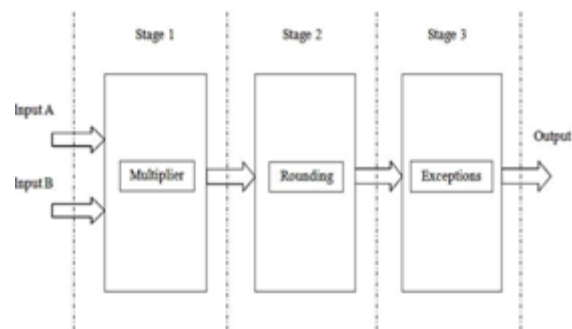 Stage 1
Stage 2
Stage 3
Input A
Output
Multiplier
Rounding
Exceptions
Input B